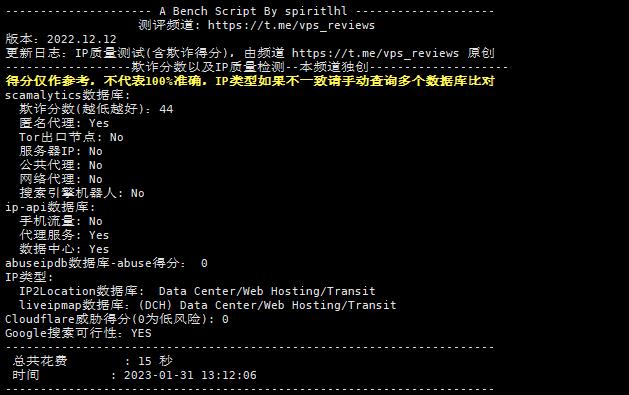 --------------------- A Bench Script By spiritlhl --------------------
测评频道: https://t.me/vps_reviews
版本：2022.12.12
更新日志：IP质量测试(含欺诈得分)，由频道 https://t.me/vps_reviews 原创
------------------欺诈分数以及IP质量检测--本频道独创--------------------
得分仅作参考，不代表100%准确，IP类型如果不一致请手动查询多个数据库比对
scamalytics数据库:
欺诈分数(越低越好)：44
匿名代理: Yes
Tor出口节点: No
服务器IP: No
公共代理: No
网络代理: No
搜索引擎机器人: No
ip-api数据库:
手机流量: No
代理服务: Yes
数据中心: Yes
abuseipdb数据库-abuse得分： 0
IP类型:
IP2Location数据库:  Data Center/Web Hosting/Transit
liveipmap数据库：(DCH) Data Center/Web Hosting/Transit
Cloudflare威胁得分(0为低风险): 0
Google搜索可行性：YES
----------------------------------------------------------------------
总共花费        : 15 秒
时间          : 2023-01-31 13:12:06
----------------------------------------------------------------------